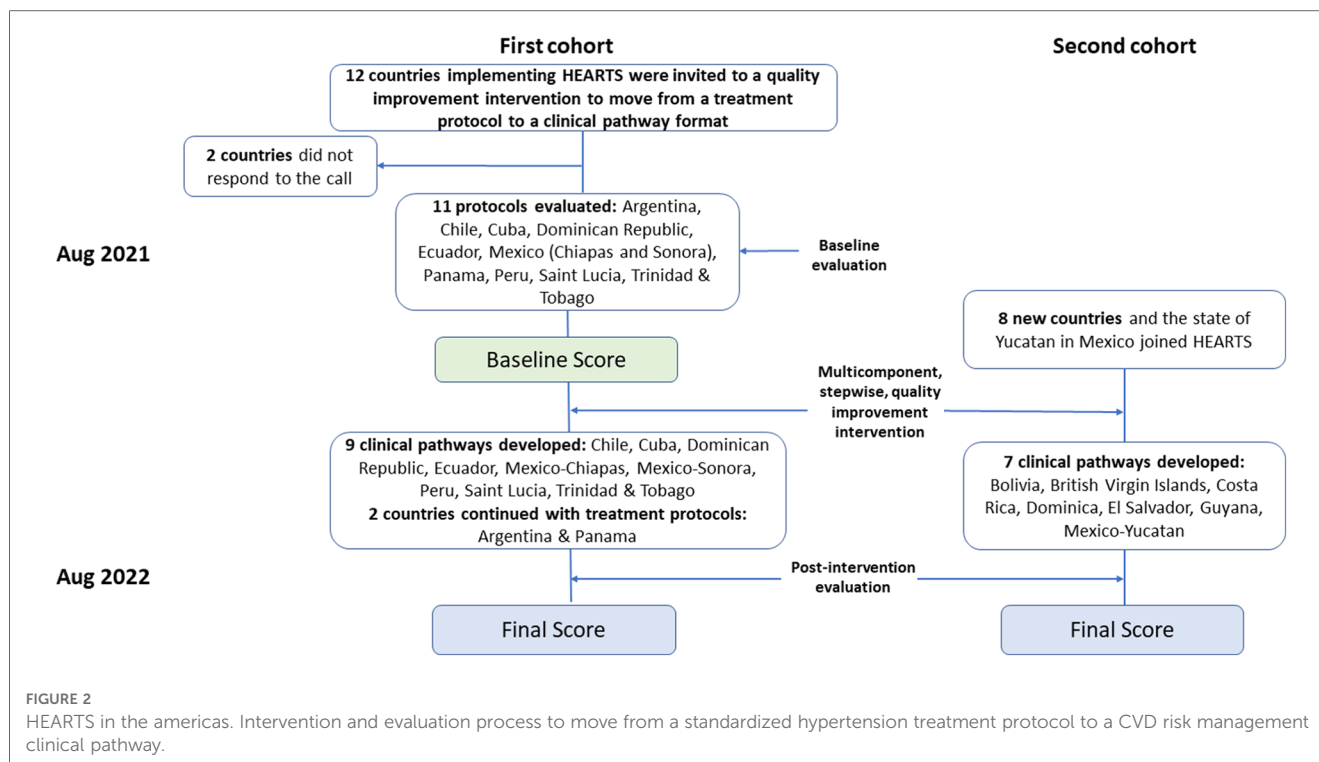 First cohort
Second cohort
12 countries implementing HEARTS were invited to a quality
improvement intervention to move from a treatment
protocol to a clinical pathway format
2 countries did not
respond to the call
11 protocols evaluated: Argentina,
Chile, Cuba, Dominican Republic,
Ecuador, Mexico (Chiapas and Sonora),
Panama, Peru, Saint Lucia, Trinidad &
Tobago
Aug 2021
Baseline
evaluation
8 new countries and the state of
Yucatan in Mexico joined HEARTS
Baseline Score
Multicomponent,
stepwise, quality
improvement
intervention
9 clinical pathways developed: Chile, Cuba, Dominican
Republic, Ecuador, Mexico-Chiapas, Mexico-Sonora,
Peru, Saint Lucia, Trinidad & Tobago
2 countries continued with treatment protocols:
Argentina & Panama
7 clinical pathways developed:
Bolivia, British Virgin Islands, Costa
Rica, Dominica, El Salvador, Guyana,
Mexico-Yucatan
Aug 2022
Post-intervention
evaluation
Final Score
Final Score
FIGURE 2
HEARTS in the americas. Intervention and evaluation process to move from a standardized hypertension treatment protocol to a CVD risk management
clinical pathway.